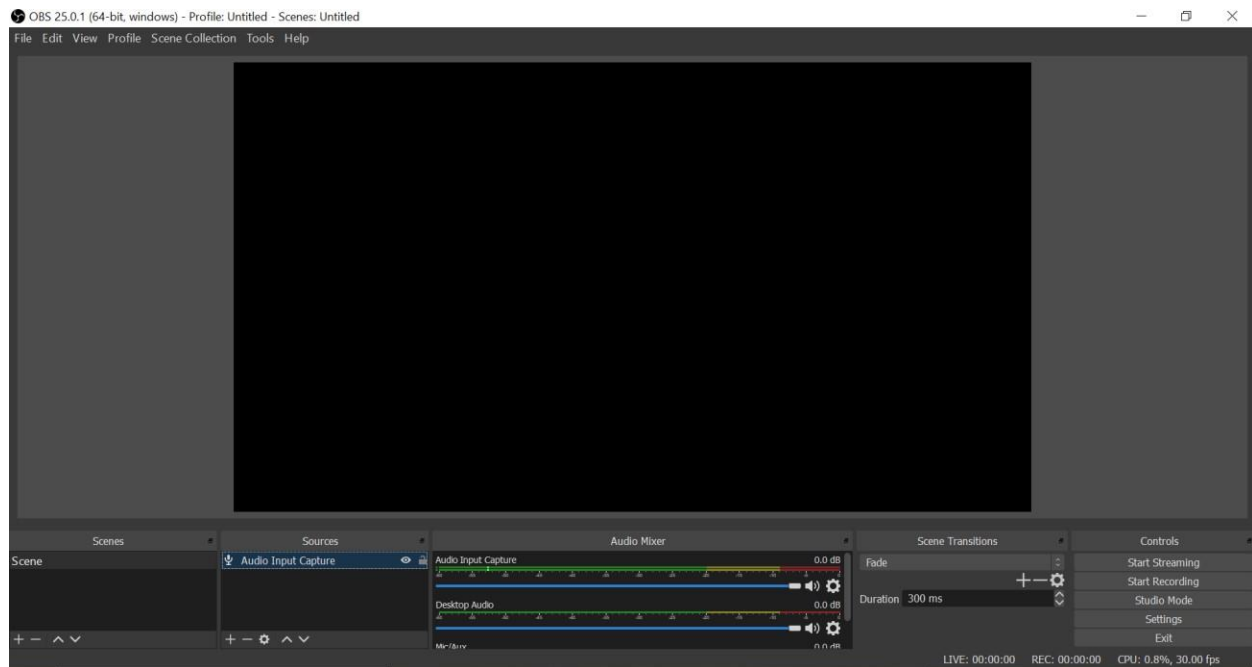 OBS 25.0.1 (64-bit, windows) - Profile: Untitled - Scenes: Untitled
File Edit View Profile Scene Collection Tools Help
Scenes
Scene
Sources
Audio Input Capture
Audio Mixer
Audio Input Capture 0.0 dB
Desktop Audio 0.0 dB
Mic/Aux 0.0 dB
Scene Transitions
Fade
Duration 300 ms
Controls
Start Streaming
Start Recording
Studio Mode
Settings
Exit
LIVE: 00:00:00 REC: 00:00:00 CPU: 0.8%, 30.00 fps